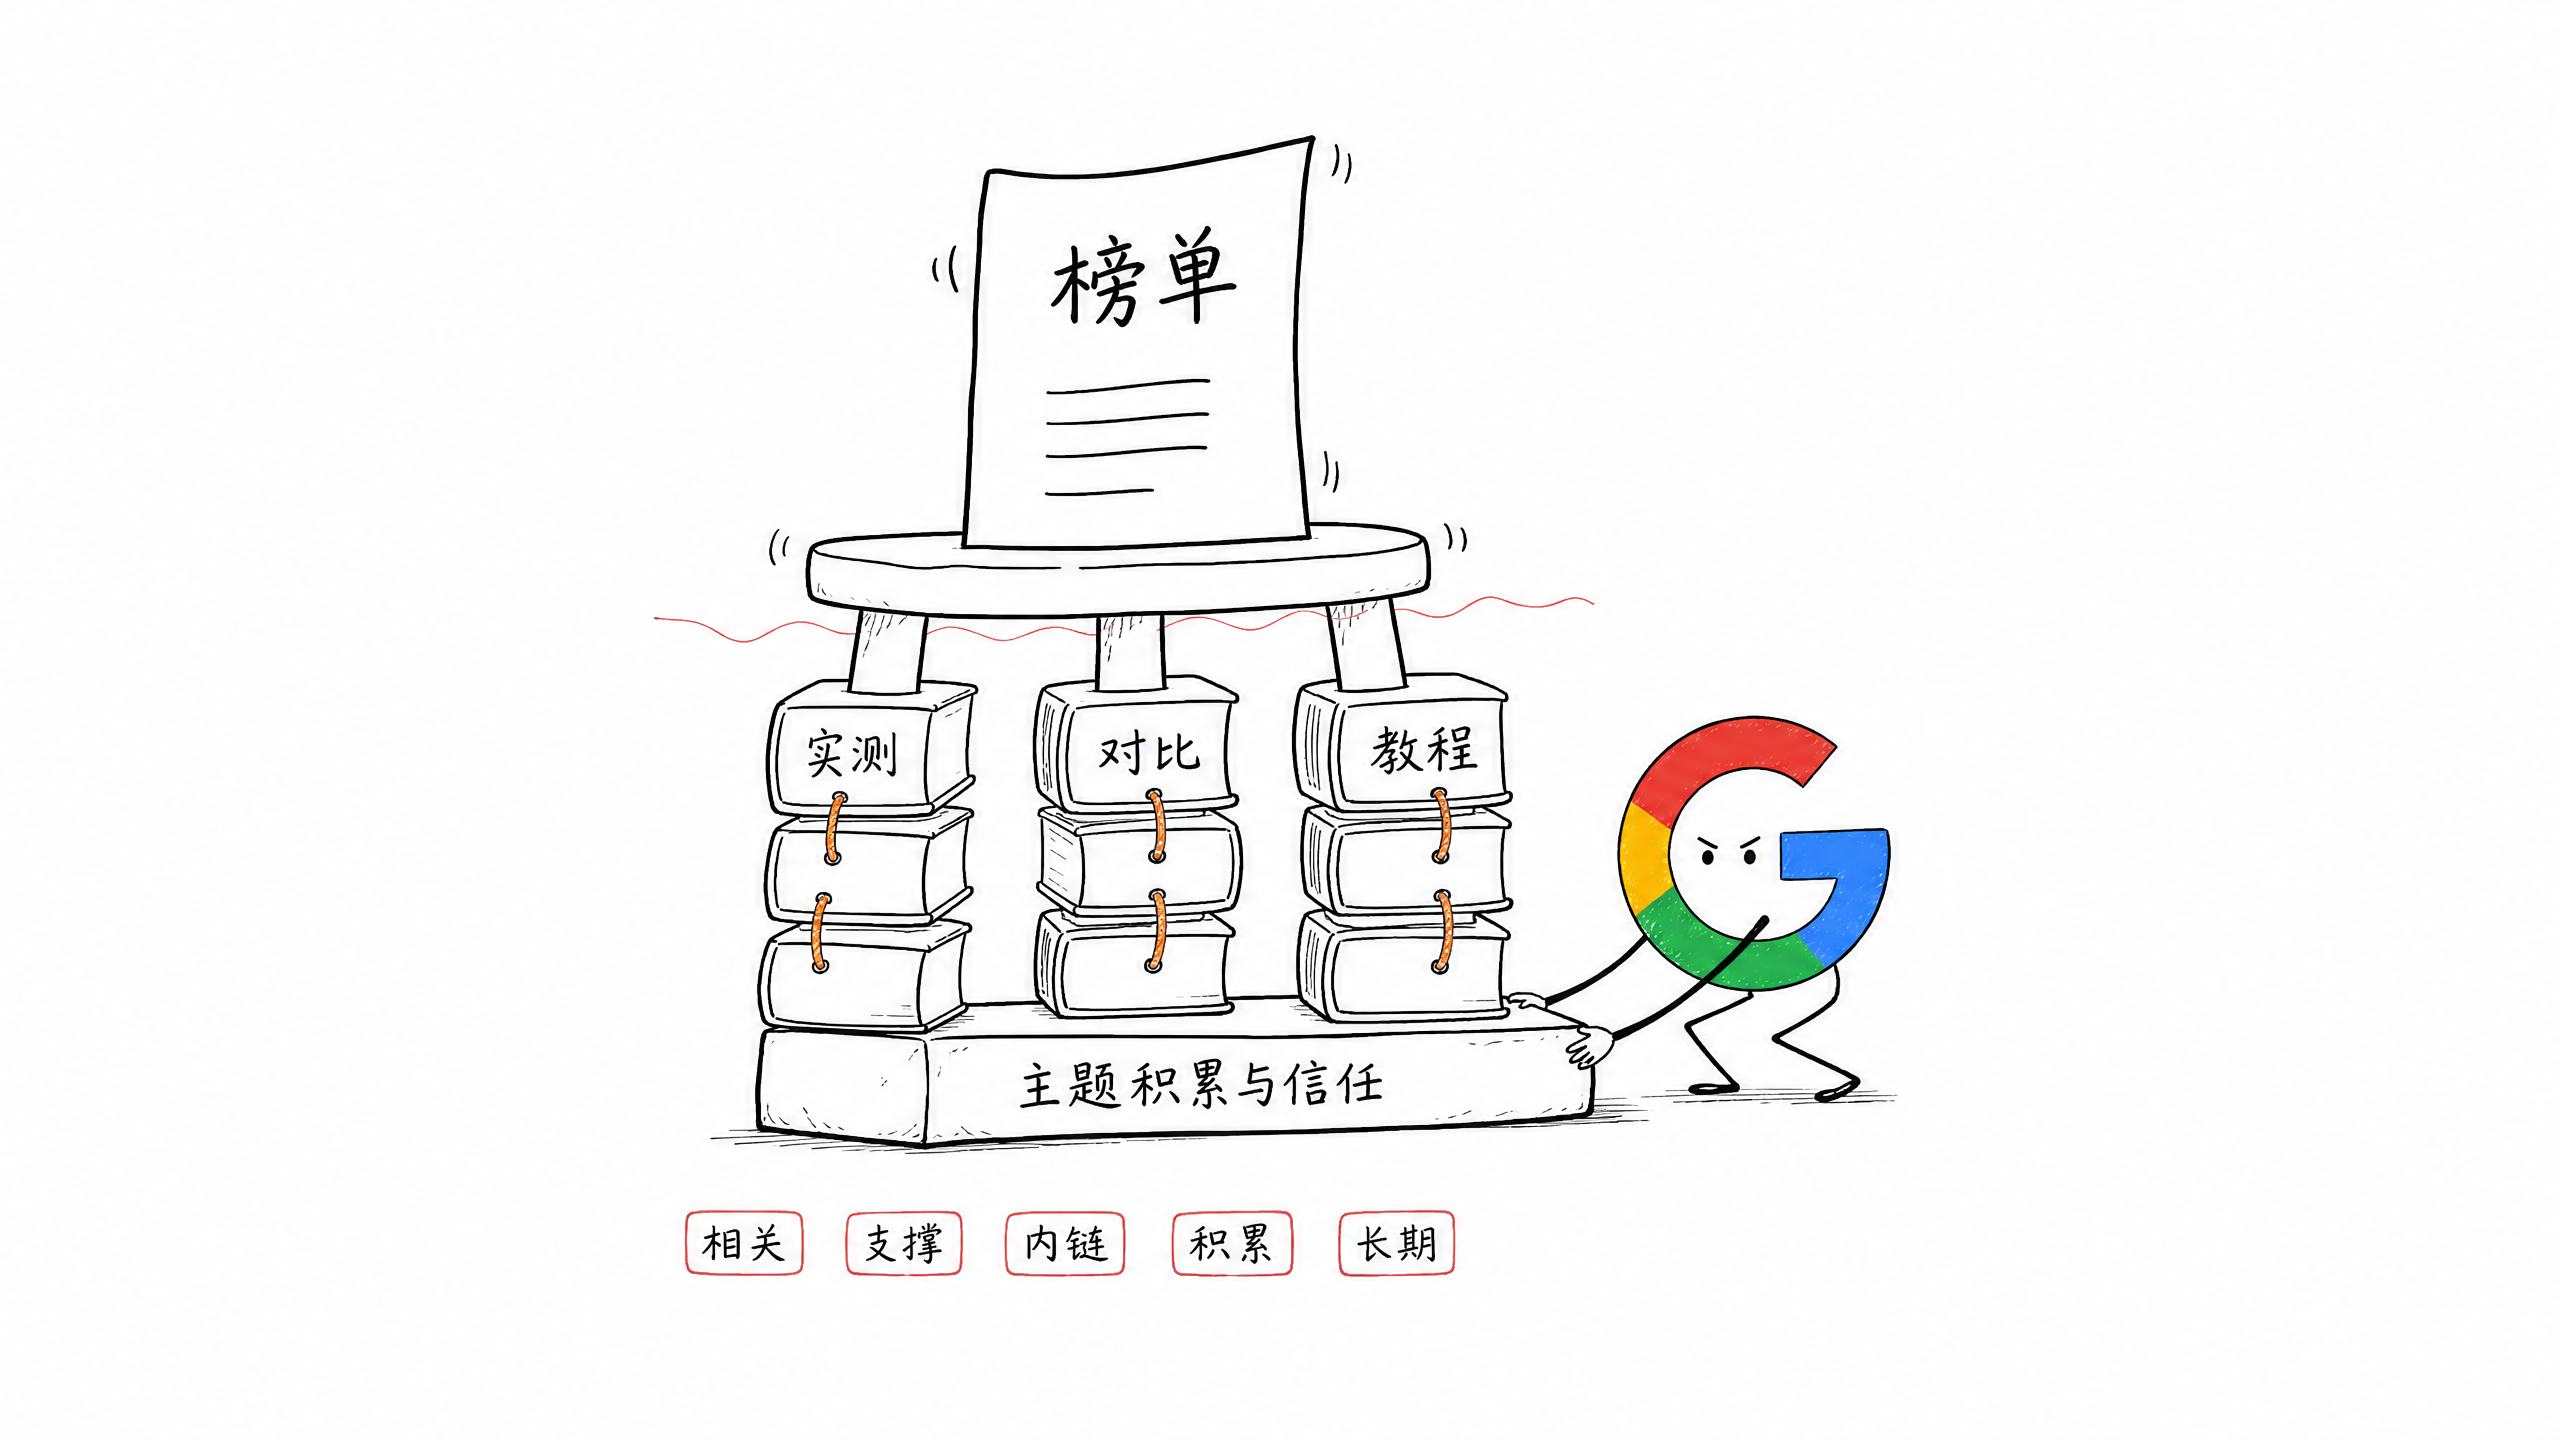 榜单
实测 对比 教程
主题积累与信任
相关 支撑 内链 积累 长期